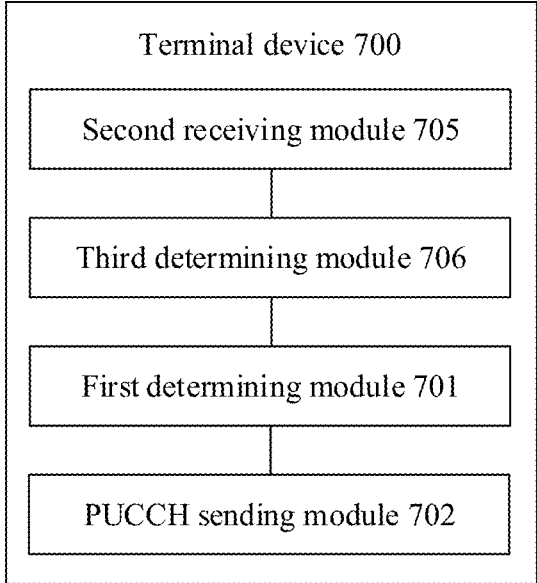 Terminal device 700
Second receiving module 705
Third determining module 706
First determining module 701
PUCCH sending module 702